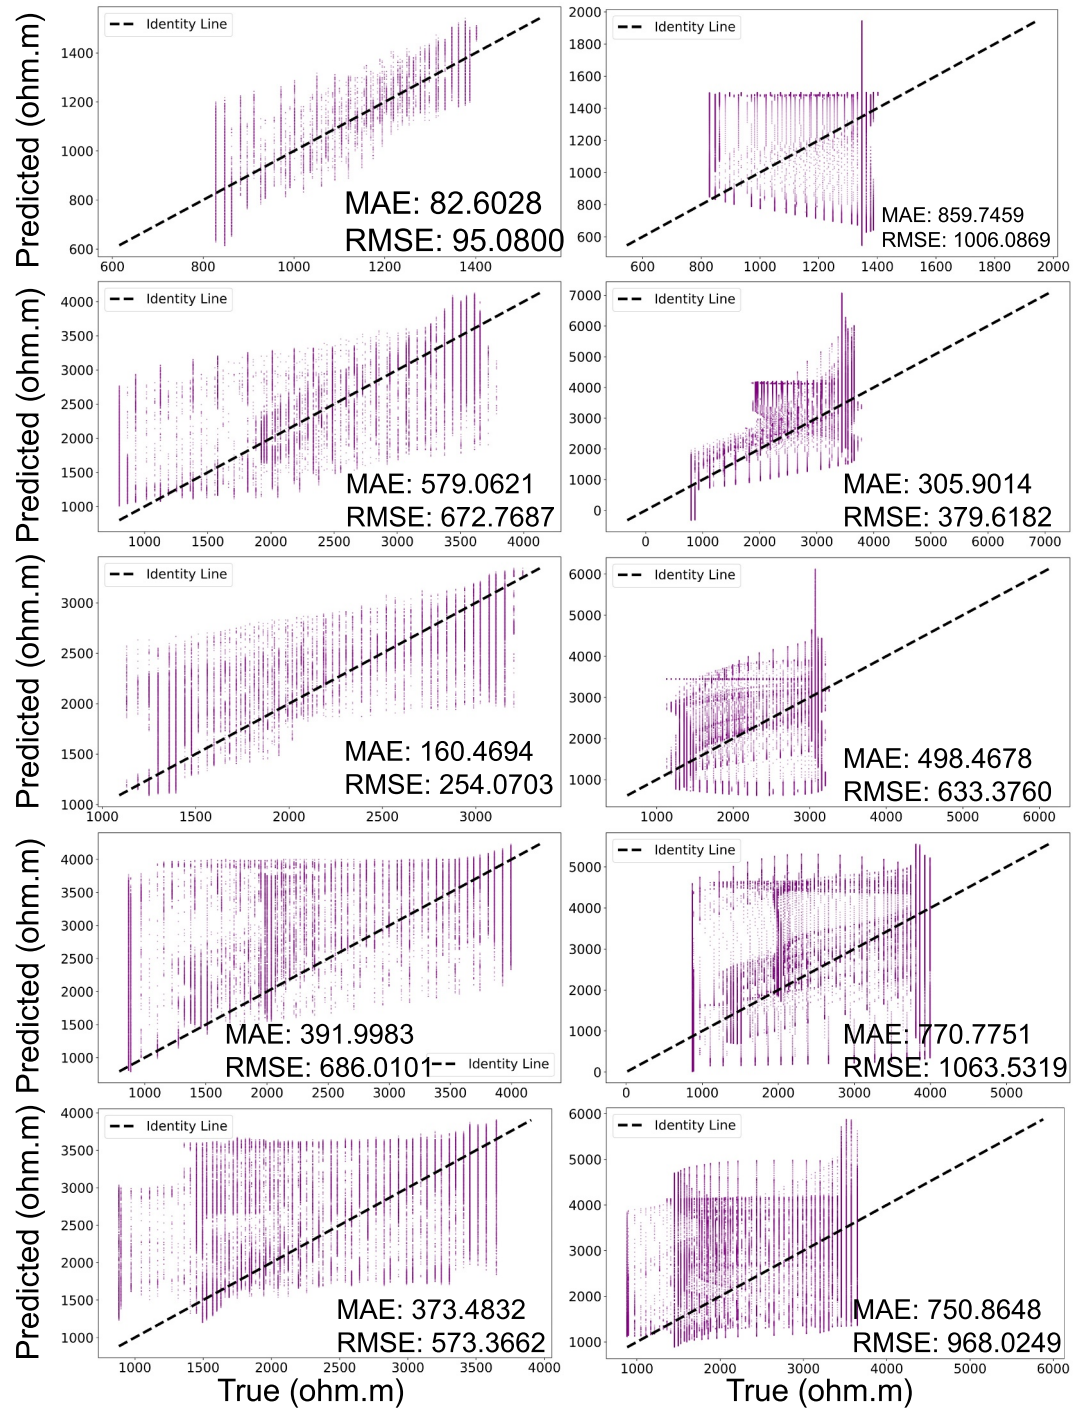 Predicted (ohm.m)
Identity Line
1400
1200
1000
800
600
MAE: 82.6028
RMSE: 95.0800
600 800 1000 1200 1400
Identity Line
2000
1800
1600
1400
1200
1000
800
600
MAE: 859.7459
RMSE: 1006.0869
600 800 1000 1200 1400 1600 1800 2000
Predicted (ohm.m)
Identity Line
4000
3500
3000
2500
2000
1500
1000
MAE: 579.0621
RMSE: 672.7687
1000 1500 2000 2500 3000 3500 4000
Identity Line
7000
6000
5000
4000
3000
2000
1000
0
MAE: 305.9014
RMSE: 379.6182
0 1000 2000 3000 4000 5000 6000 7000
Predicted (ohm.m)
Identity Line
3000
2500
2000
1500
1000
MAE: 160.4694
RMSE: 254.0703
1000 1500 2000 2500 3000
Identity Line
6000
5000
4000
3000
2000
1000
MAE: 498.4678
RMSE: 633.3760
1000 2000 3000 4000 5000 6000
Predicted (ohm.m)
4000
3500
3000
2500
2000
1500
1000
MAE: 391.9983
RMSE: 686.0101
Identity Line
1000 1500 2000 2500 3000 3500 4000
Identity Line
5000
4000
3000
2000
1000
0
MAE: 770.7751
RMSE: 1063.5319
0 1000 2000 3000 4000 5000
Predicted (ohm.m)
Identity Line
4000
3500
3000
2500
2000
1500
1000
MAE: 373.4832
RMSE: 573.3662
1000 1500 2000 2500 3000 3500 4000
True (ohm.m)
Identity Line
6000
5000
4000
3000
2000
1000
MAE: 750.8648
RMSE: 968.0249
1000 2000 3000 4000 5000 6000
True (ohm.m)